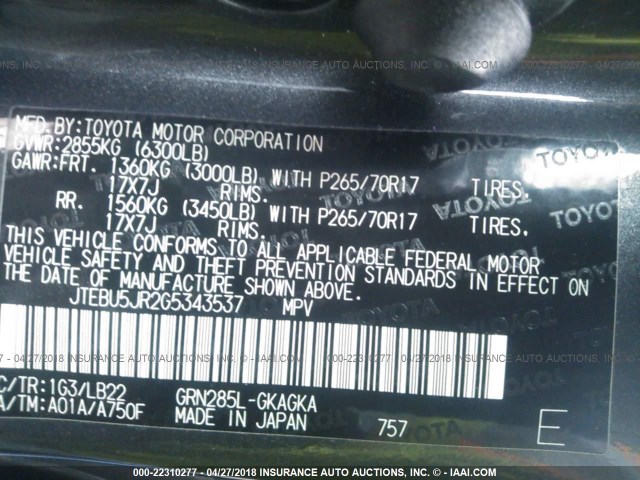 MFD.BY:TOYOTA MOTOR CORPORATION
GVWR:2855KG (6300LB)
GAWR:FRT. 1360KG (3000LB) WITH P265/70R17 TIRES.
17X7J RIMS.
RR. 1560KG (3450LB) WITH P265/70R17 TIRES.
17X7J RIMS.
THIS VEHICLE CONFORMS TO ALL APPLICABLE FEDERAL MOTOR
VEHICLE SAFETY AND THEFT PREVENTION STANDARDS IN EFFECT ON
THE DATE OF MANUFACTURE SHOWN ABOVE.
JTEBU5JR2G5343537 MPV
C/TR:1G3/LB22 GRN285L-GKAGKA
A/TM:A01A/A750F MADE IN JAPAN 757 E
000-22310277 - 04/27/2018 INSURANCE AUTO AUCTIONS, INC. - © IAAI.COM